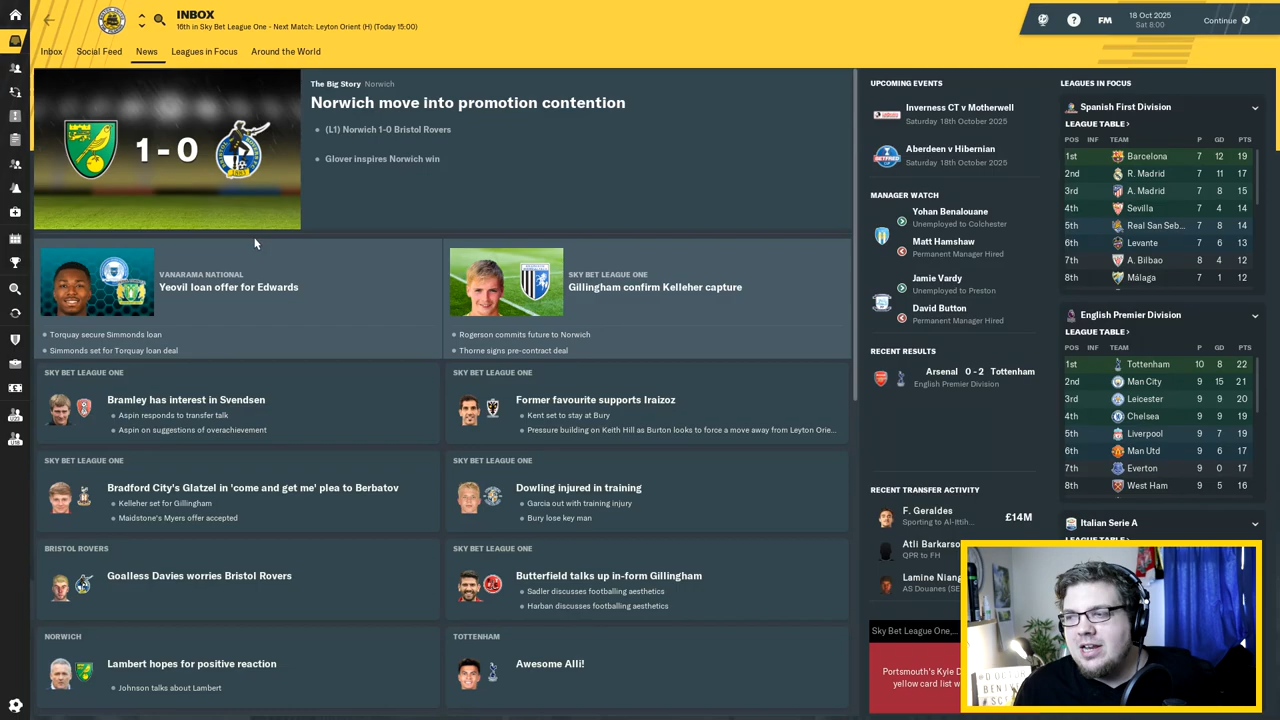 INBOX
10th in Sky Bet League One - Next Match: Leyton Orient (H) (Today 15:00)
FM
18 Oct 2025
Sat 8:00
Continue
Inbox Social Feed News Leagues in Focus Around the World
1 - 0
The Big Story Norwich
Norwich move into promotion contention
(L1) Norwich 1-0 Bristol Rovers
Glover inspires Norwich win
VANARAMA NATIONAL
Yeovil loan offer for Edwards
Torquay secure Simmonds loan
Simmonds set for Torquay loan deal
SKY BET LEAGUE ONE
Gillingham confirm Kelleher capture
Rogerson commits future to Norwich
Thorne signs pre-contract deal
SKY BET LEAGUE ONE
Bramley has interest in Svendsen
Aspin responds to transfer talk
Aspin on suggestions of overachievement
SKY BET LEAGUE ONE
Former favourite supports Iraizoz
Kent set to stay at Bury
Pressure building on Keith Hill as Burton looks to force a move away from Leyton Orie...
SKY BET LEAGUE ONE
Bradford City's Glatzel in 'come and get me' plea to Berbatov
Kelleher set for Gillingham
Maidstone's Myers offer accepted
SKY BET LEAGUE ONE
Dowling injured in training
Garcia out with training injury
Bury lose key man
BRISTOL ROVERS
Goalless Davies worries Bristol Rovers
SKY BET LEAGUE ONE
Butterfield talks up in-form Gillingham
Sadler discusses footballing aesthetics
Harban discusses footballing aesthetics
NORWICH
Lambert hopes for positive reaction
Johnson talks about Lambert
TOTTENHAM
Awesome Alli!
UPCOMING EVENTS
Inverness CT v Motherwell
Saturday 18th October 2025
Aberdeen v Hibernian
Saturday 18th October 2025
MANAGER WATCH
Yohan Benalouane
Unemployed to Colchester
Matt Hamshaw
Permanent Manager Hired
Jamie Vardy
Unemployed to Preston
David Button
Permanent Manager Hired
RECENT RESULTS
Arsenal 0 - 2 Tottenham
English Premier Division
RECENT TRANSFER ACTIVITY
F. Geraldes
Sporting to Al-Ittih...
£14M
Atli Barkarso
QPR to FH
Lamine Niang
AS Douanes (SE
Sky Bet League One,...
Portsmouth's Kyle D
yellow card list w
LEAGUES IN FOCUS
Spanish First Division
LEAGUE TABLE >
POS INF TEAM P GD PTS
1st Barcelona 7 12 19
2nd R. Madrid 7 11 17
3rd A. Madrid 7 8 15
4th Sevilla 7 4 14
5th Real San Seb... 7 8 14
6th Levante 7 6 13
7th A. Bilbao 8 4 12
8th Málaga 7 1 12
English Premier Division
LEAGUE TABLE >
POS INF TEAM P GD PTS
1st Tottenham 10 8 22
2nd Man City 9 15 21
3rd Leicester 9 9 20
4th Chelsea 9 9 19
5th Liverpool 9 7 19
6th Man Utd 9 6 17
7th Everton 9 0 17
8th West Ham 9 5 16
Italian Serie A